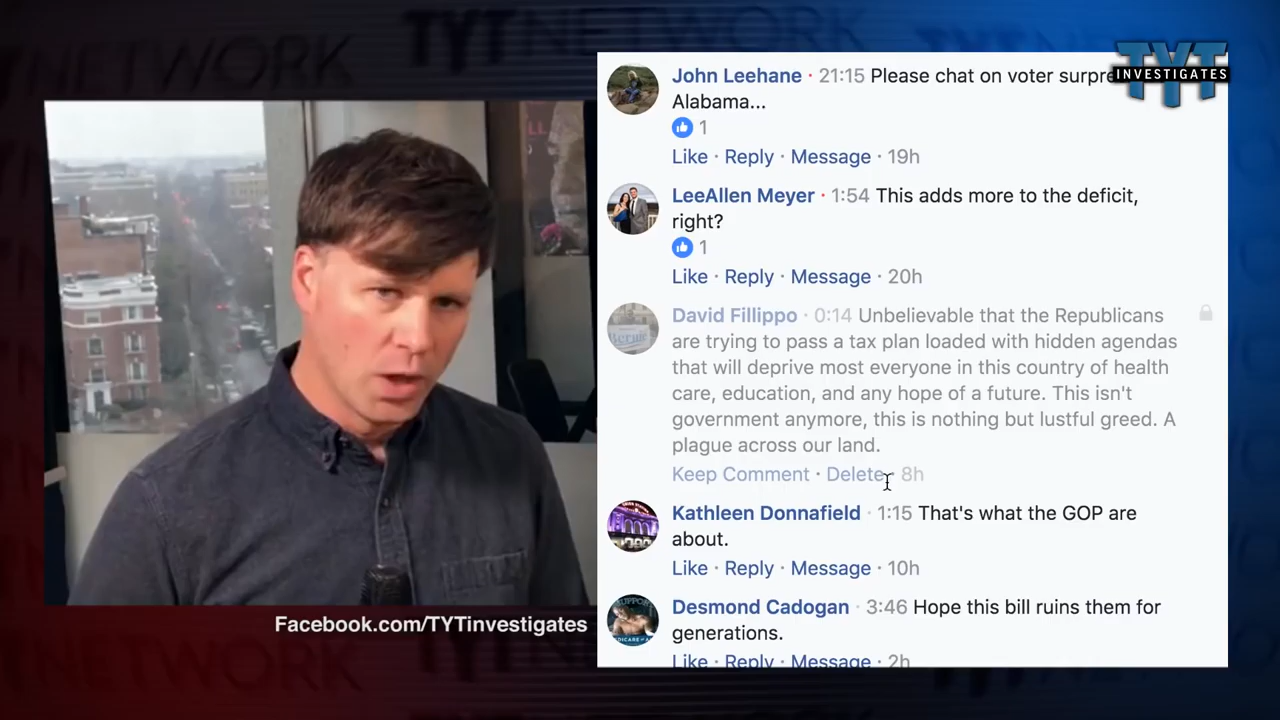 TYT NETWORK
TYT
INVESTIGATES
John Leehane · 21:15 Please chat on voter surpre
Alabama...
1
Like · Reply · Message · 19h
LeeAllen Meyer · 1:54 This adds more to the deficit,
right?
1
Like · Reply · Message · 20h
David Fillippo · 0:14 Unbelievable that the Republicans
are trying to pass a tax plan loaded with hidden agendas
that will deprive most everyone in this country of health
care, education, and any hope of a future. This isn't
government anymore, this is nothing but lustful greed. A
plague across our land.
Keep Comment · Delete · 8h
Kathleen Donnafield · 1:15 That's what the GOP are
about.
Like · Reply · Message · 10h
Desmond Cadogan · 3:46 Hope this bill ruins them for
generations.
Like · Reply · Message · 2h
Facebook.com/TYTinvestigates